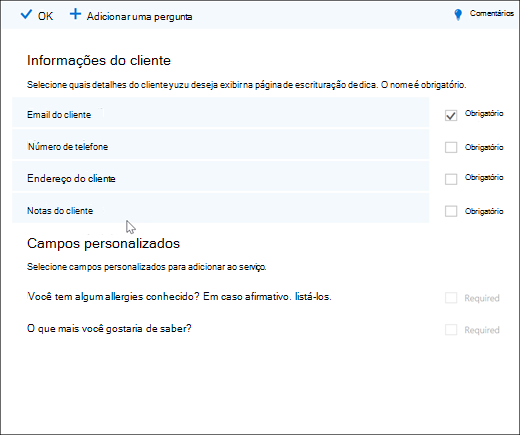 OK Adicionar uma pergunta Comentários
Informações do cliente
Selecione quais detalhes do cliente yuzu deseja exibir na página de escrituração dedica. O nome é obrigatório.
Email do cliente Obrigatório
Número de telefone Obrigatório
Endereço do cliente Obrigatório
Notas do cliente Obrigatório
Campos personalizados
Selecione campos personalizados para adicionar ao serviço.
Você tem algum allergies conhecido? Em caso afirmativo. listá-los. Required
O que mais você gostaria de saber? Required